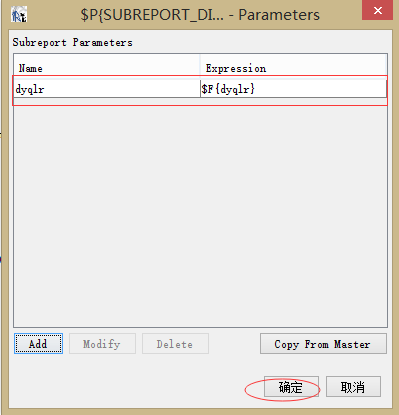 $P{SUBREPORT_DI... - Parameters
Subreport Parameters
Name Expression
dyqlr $F{dyqlr}
Add Modify Delete Copy From Master
确定 取消